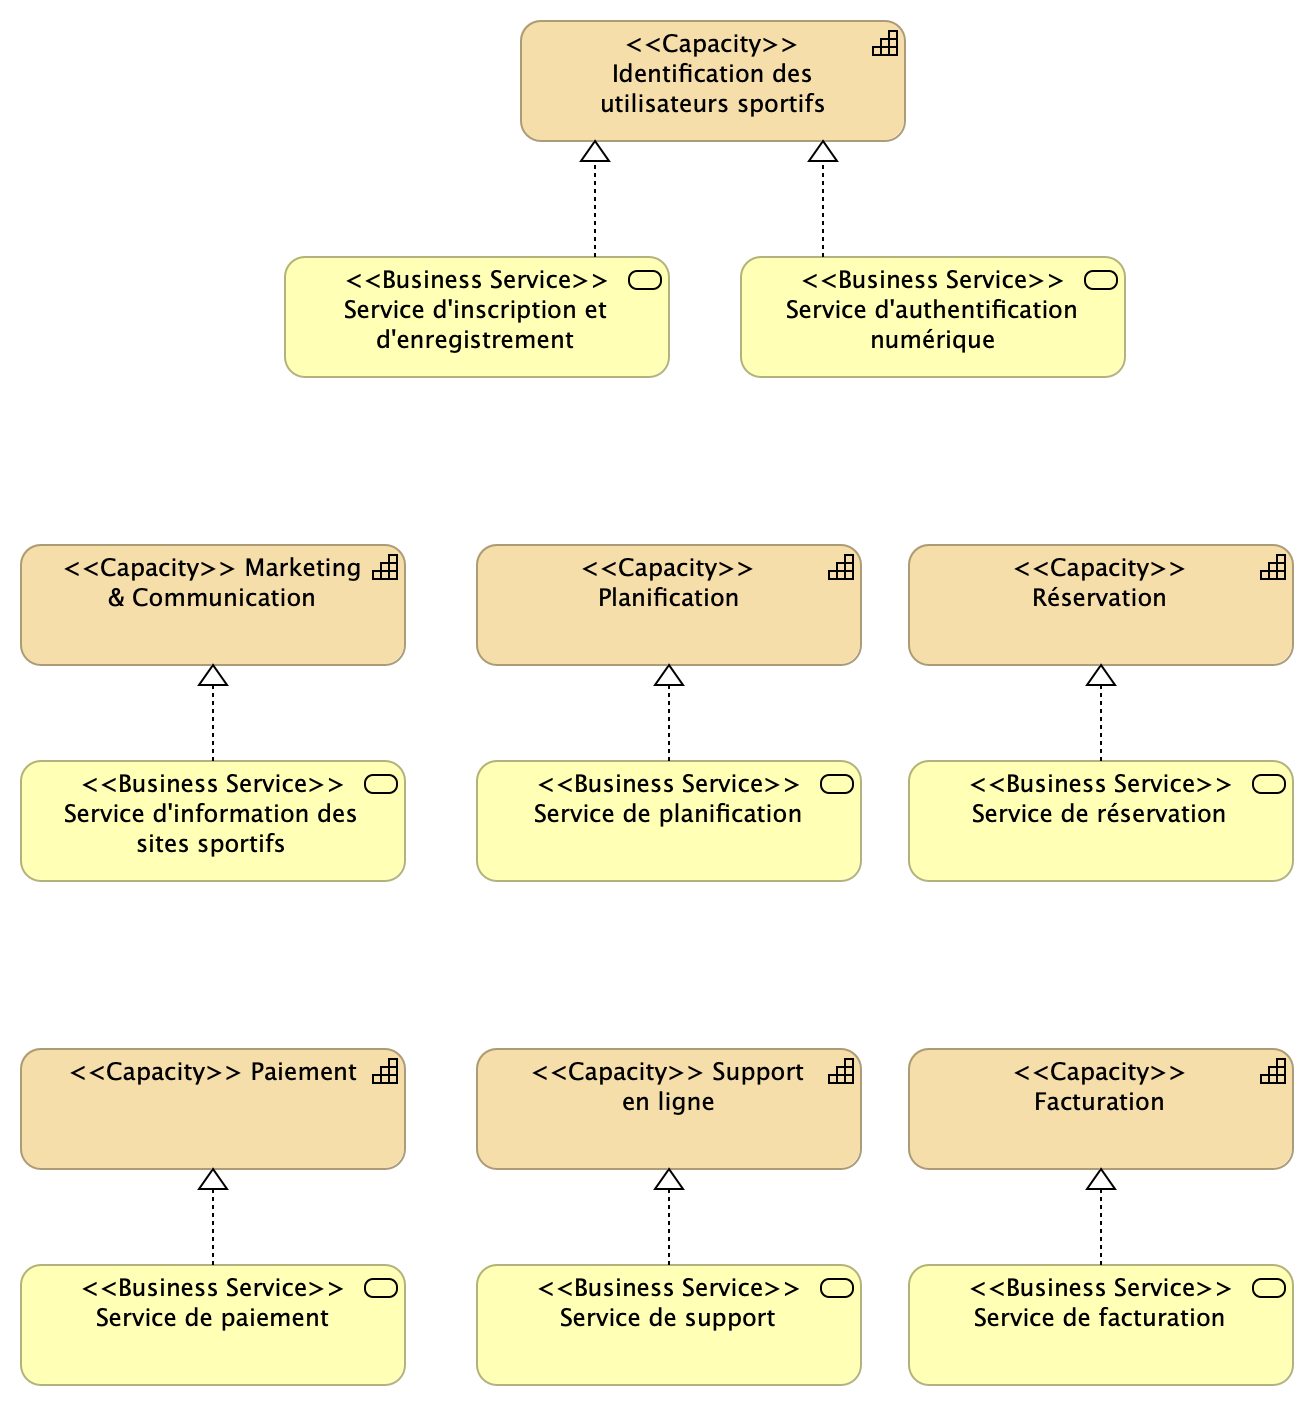 <<Capacity>>
Identification des
utilisateurs sportifs
<<Business Service>>
Service d'inscription et
d'enregistrement
<<Business Service>>
Service d'authentification
numérique
<<Capacity>> Marketing
& Communication
<<Capacity>>
Planification
<<Capacity>>
Réservation
<<Business Service>>
Service d'information des
sites sportifs
<<Business Service>>
Service de planification
<<Business Service>>
Service de réservation
<<Capacity>> Paiement
<<Capacity>> Support
en ligne
<<Capacity>>
Facturation
<<Business Service>>
Service de paiement
<<Business Service>>
Service de support
<<Business Service>>
Service de facturation